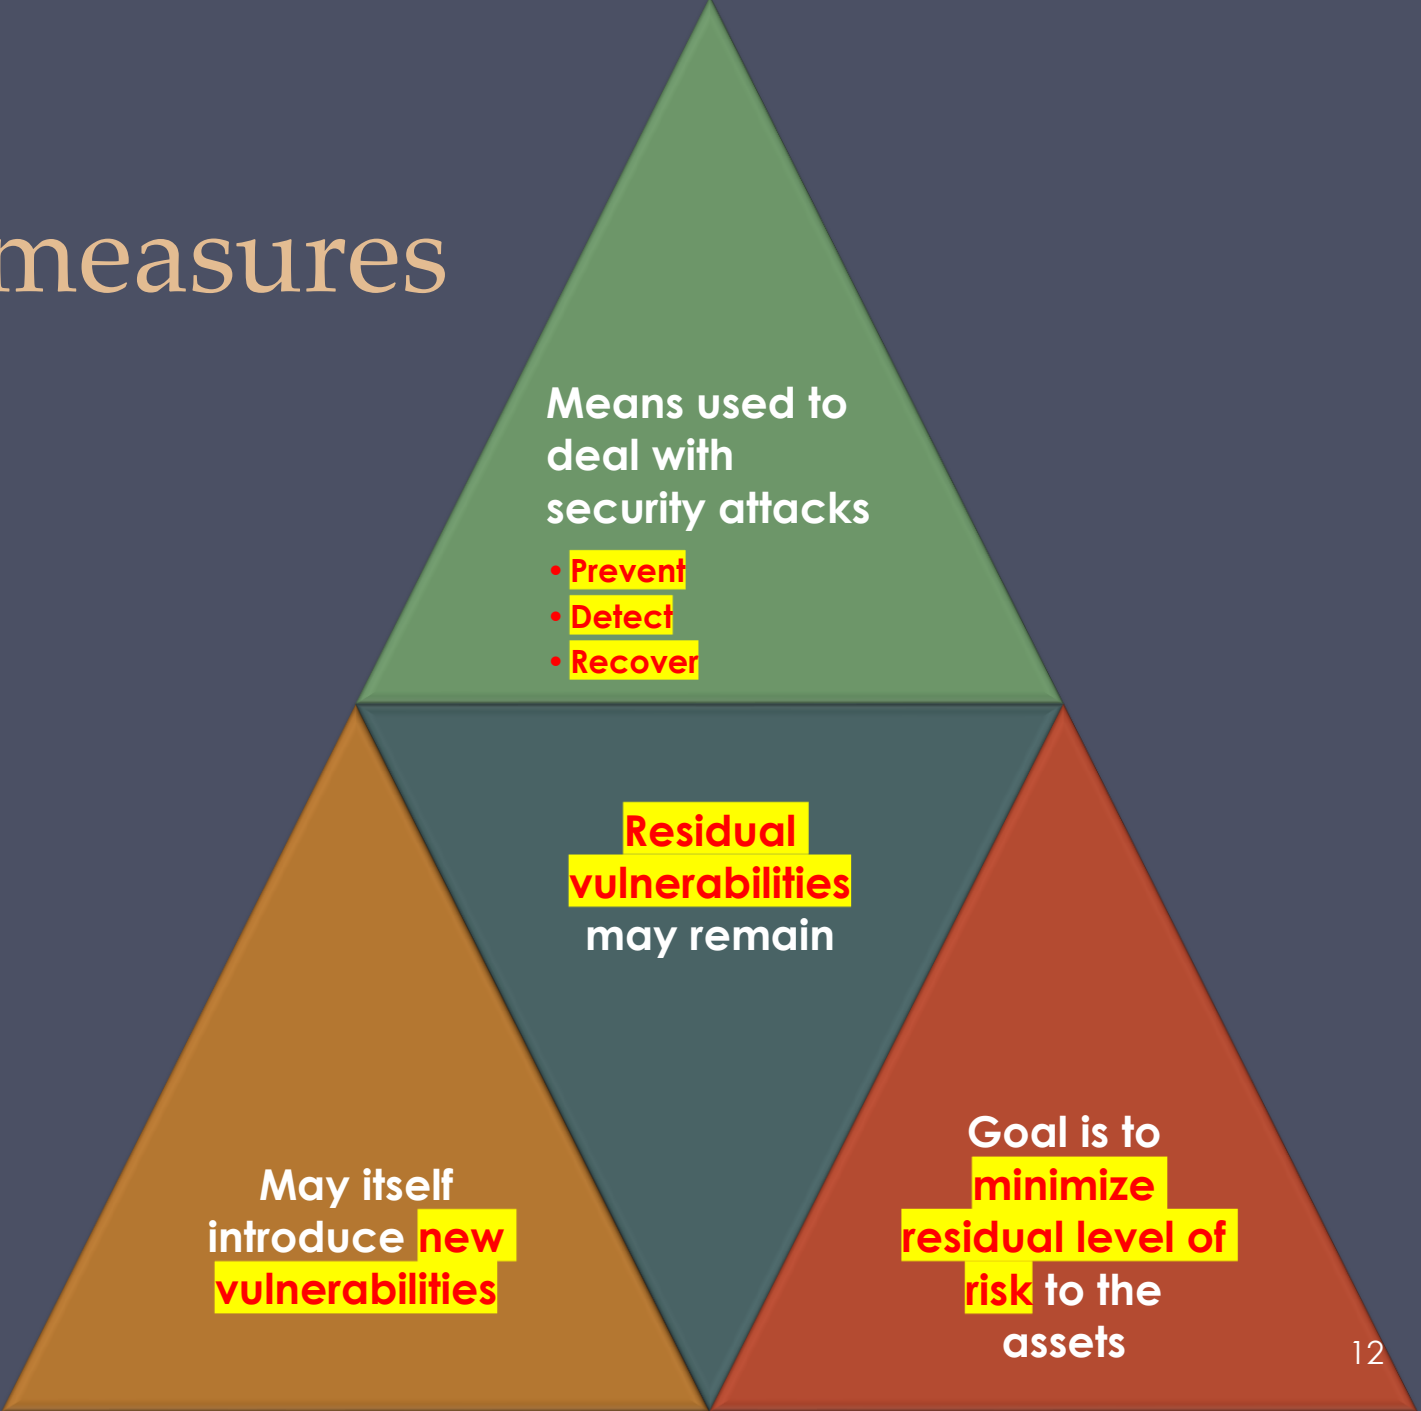 measures
Means used to
deal with
security attacks
• Prevent
• Detect
• Recover
Residual
vulnerabilities
may remain
May itself
introduce new
vulnerabilities
Goal is to
minimize
residual level of
risk to the
assets
12